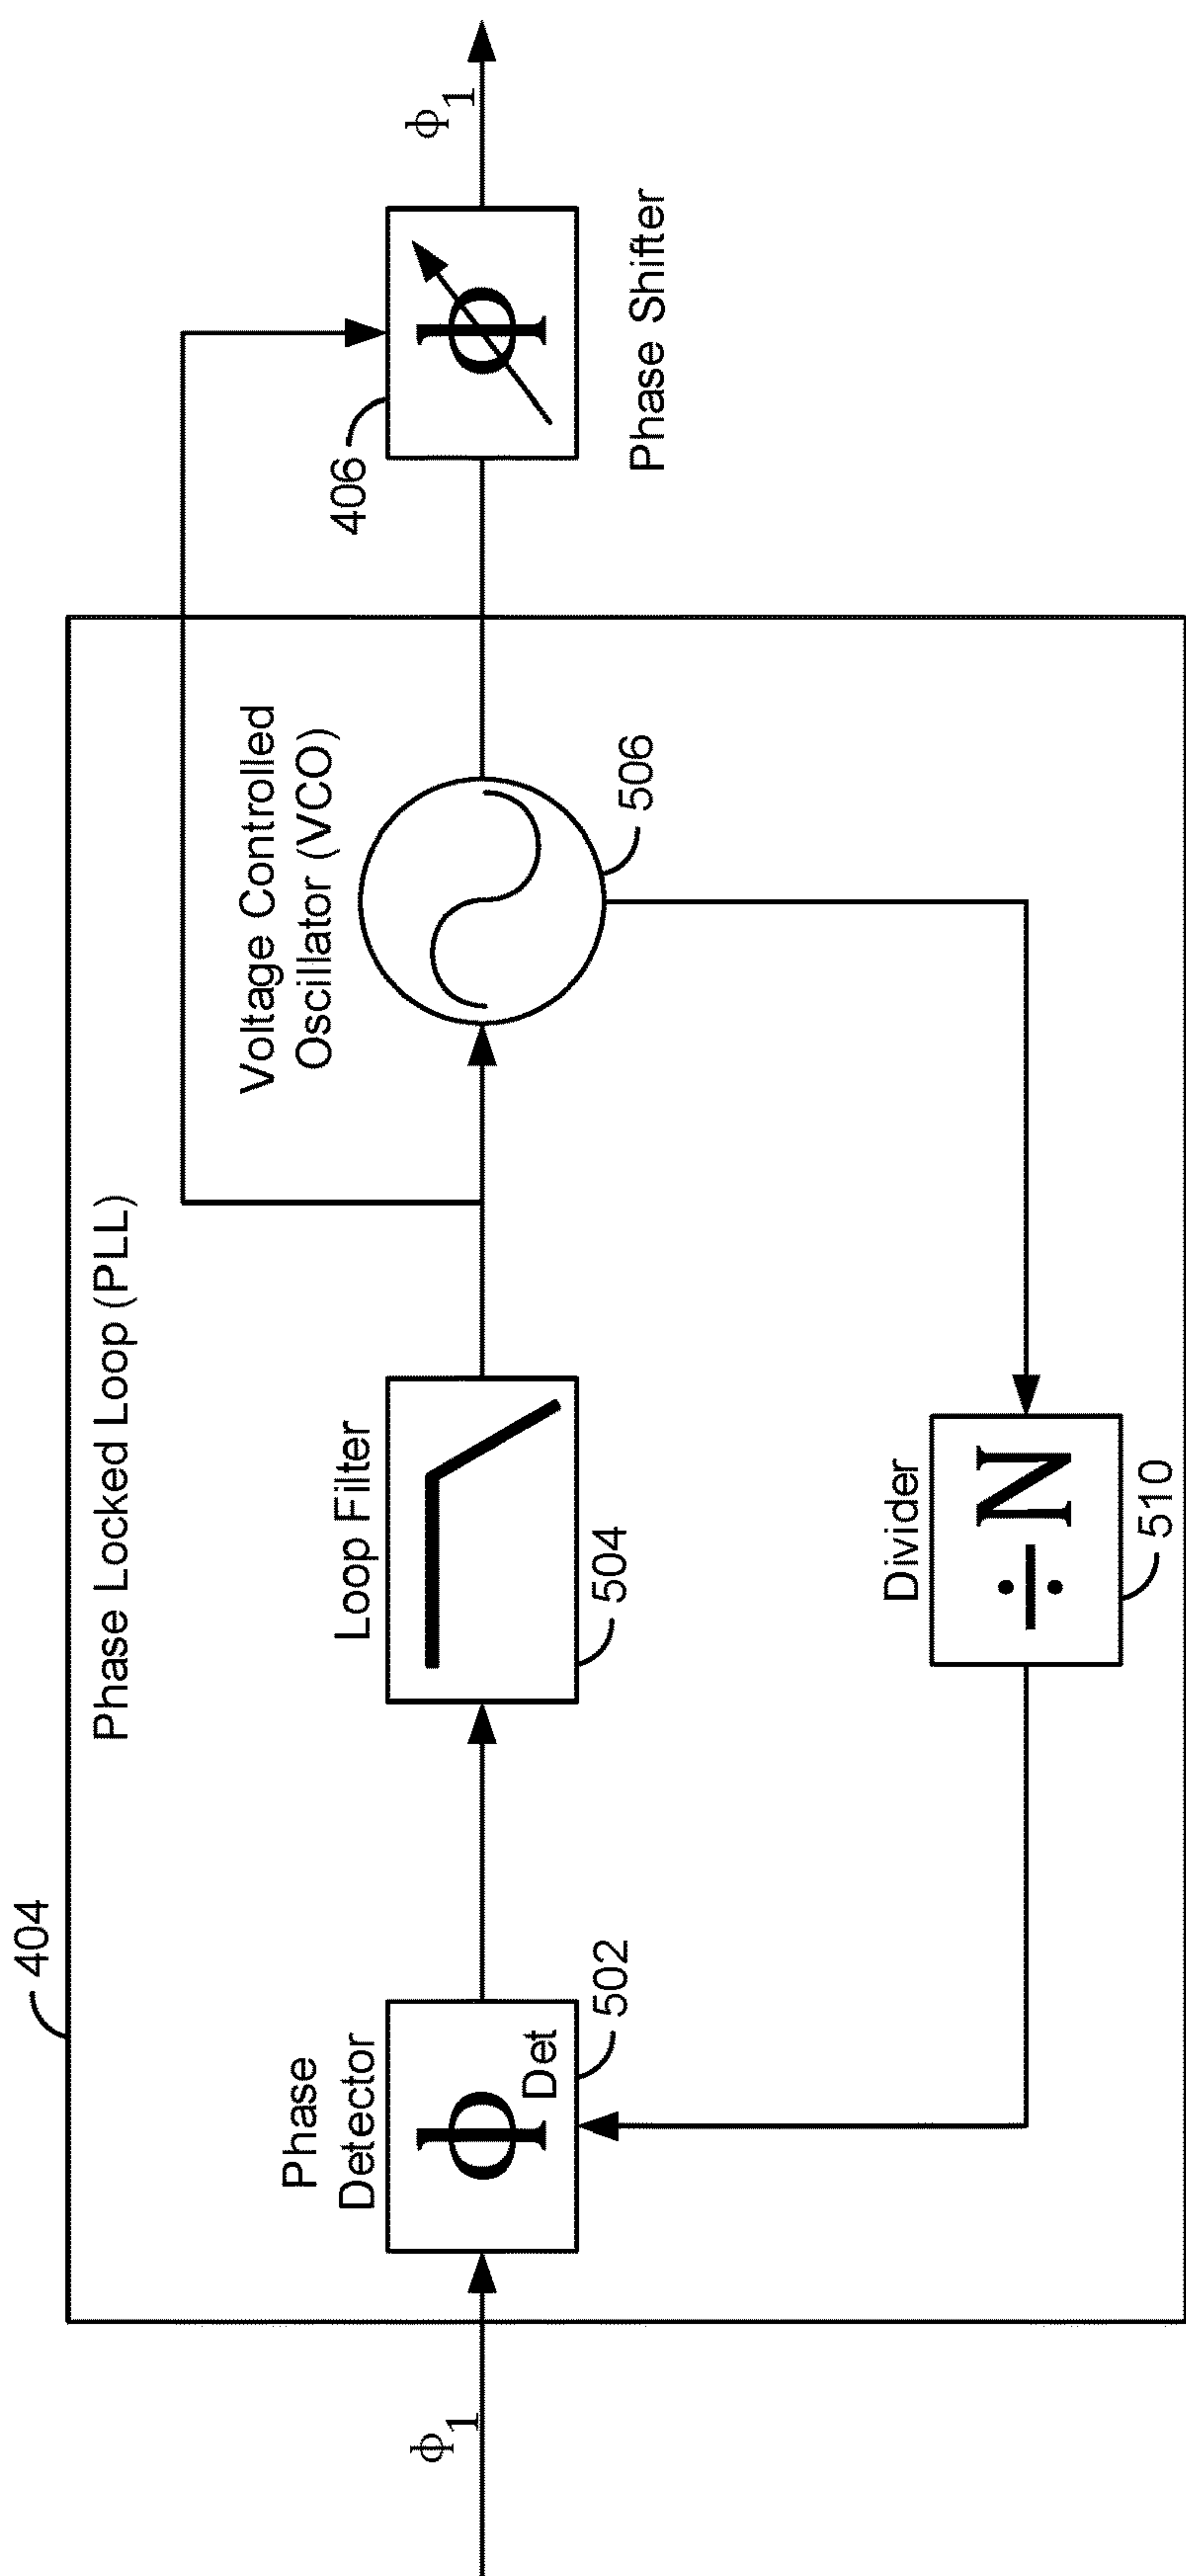 404
Phase Locked Loop (PLL)
ϕ1
Phase
Detector
Φ
Det
502
Loop Filter
504
Voltage Controlled
Oscillator (VCO)
506
Divider
÷ N
510
406
Φ
Phase Shifter
ϕ1